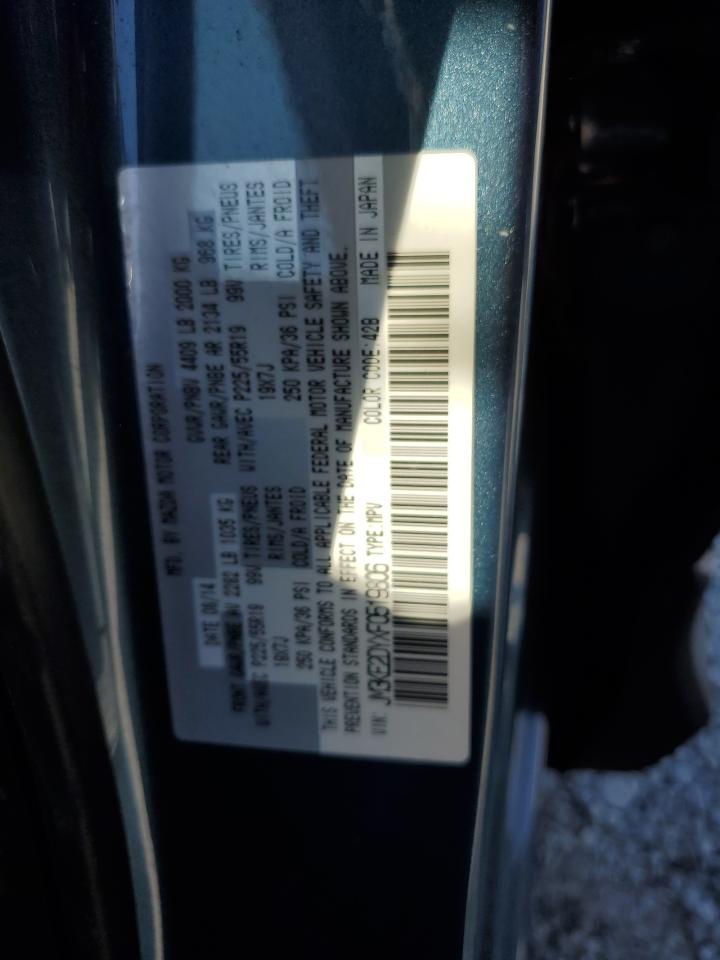 MFD. BY MAZDA MOTOR CORPORATION
DATE 08/14 GVWR/PNBV 4409 LB 2000 KG
FRONT GAWR/PNBE AV 2282 LB 1035 KG REAR GAWR/PNBE AR 2134 LB 968 KG
WITH/AVEC P225/55R19 99V TIRES/PNEUS WITH/AVEC P225/55R19 99V TIRES/PNEUS
19X7J RIMS/JANTES 19X7J RIMS/JANTES
250 KPA/36 PSI COLD/A FROID 250 KPA/36 PSI COLD/A FROID
THIS VEHICLE CONFORMS TO ALL APPLICABLE FEDERAL MOTOR VEHICLE SAFETY AND THEFT
PREVENTION STANDARDS IN EFFECT ON THE DATE OF MANUFACTURE SHOWN ABOVE.
VIN: JM3KE2DYXF0519806 TYPE:MPV COLOR CODE:42B MADE IN JAPAN